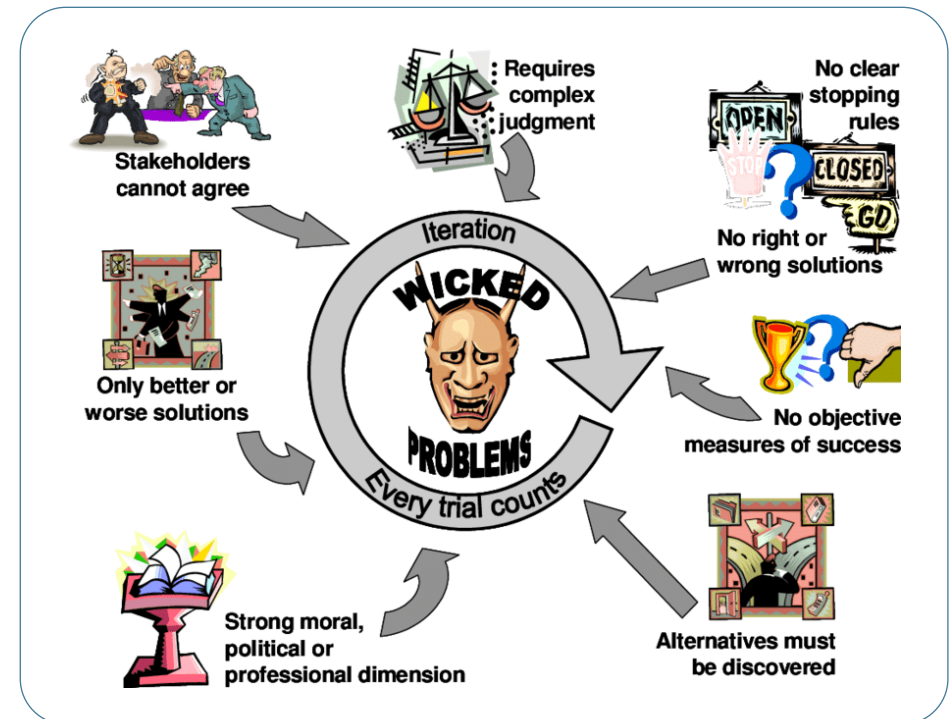 Stakeholders
cannot agree
Requires
complex
judgment
No clear
stopping
rules
OPEN
STOP
CLOSED
GO
No right or
wrong solutions
Iteration
WICKED
PROBLEMS
Every trial counts
Only better or
worse solutions
No objective
measures of success
Strong moral,
political or
professional dimension
Alternatives must
be discovered